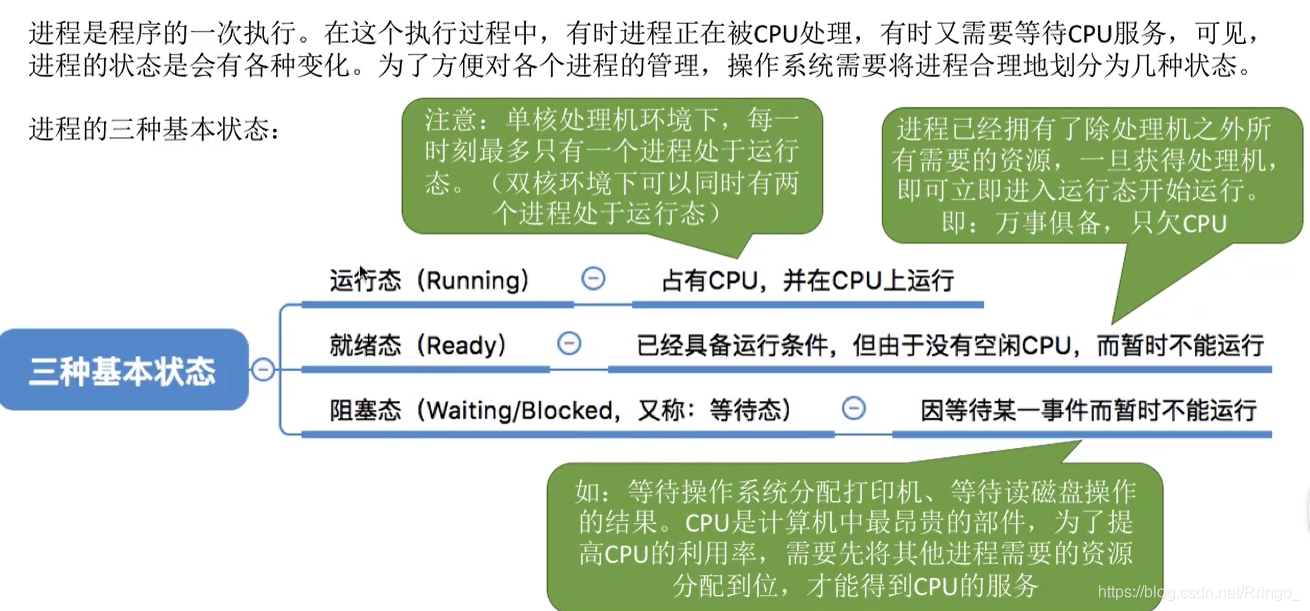 进程是程序的一次执行。在这个执行过程中，有时进程正在被CPU处理，有时又需要等待CPU服务，可见，
进程的状态是会有各种变化。为了方便对各个进程的管理，操作系统需要将进程合理地划分为几种状态。
进程的三种基本状态：
注意：单核处理机环境下，每一
时刻最多只有一个进程处于运行
态。（双核环境下可以同时有两
个进程处于运行态）
进程已经拥有了除处理机之外所
有需要的资源，一旦获得处理机，
即可立即进入运行态开始运行。
即：万事俱备，只欠CPU
三种基本状态
运行态（Running） 占有CPU，并在CPU上运行
就绪态（Ready） 已经具备运行条件，但由于没有空闲CPU，而暂时不能运行
阻塞态（Waiting/Blocked，又称：等待态） 因等待某一事件而暂时不能运行
如：等待操作系统分配打印机、等待读磁盘操作
的结果。CPU是计算机中最昂贵的部件，为了提
高CPU的利用率，需要先将其他进程需要的资源
分配到位，才能得到CPU的服务
https://blog.csdn.net/Rringo_